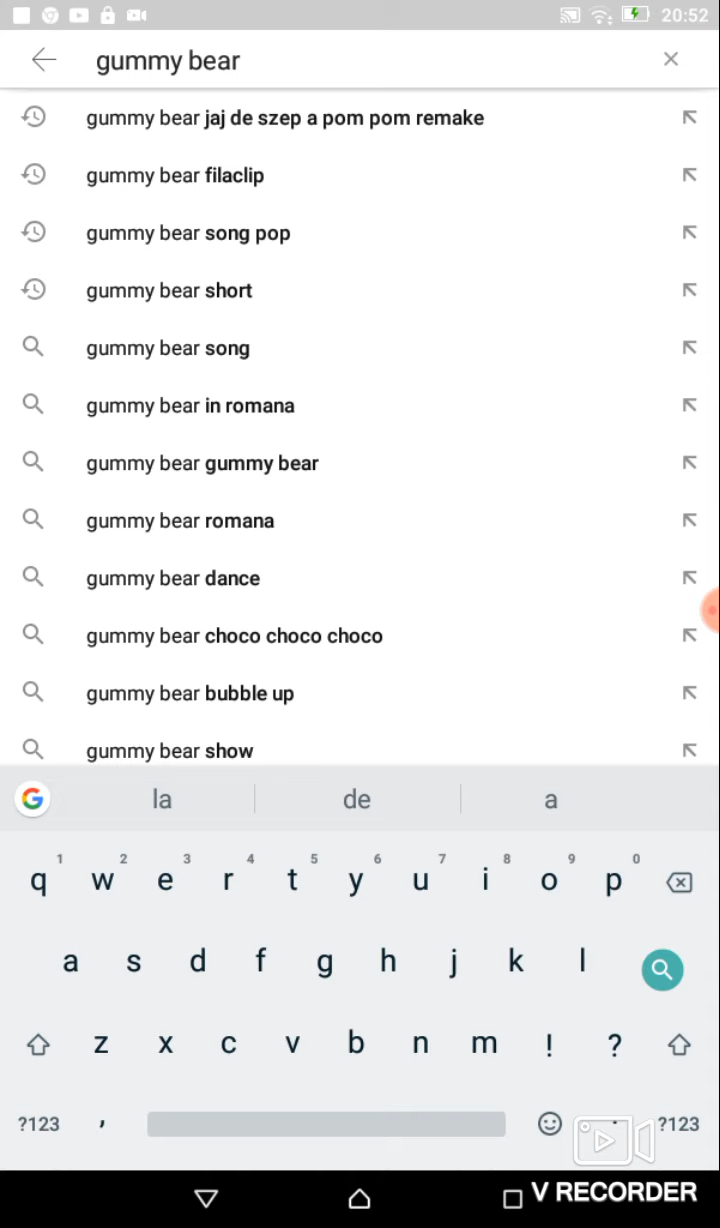 20:52
gummy bear
gummy bear jaj de szep a pom pom remake
gummy bear filaclip
gummy bear song pop
gummy bear short
gummy bear song
gummy bear in romana
gummy bear gummy bear
gummy bear romana
gummy bear dance
gummy bear choco choco choco
gummy bear bubble up
gummy bear show
G la de a
1 2 3 4 5 6 7 8 9 0
q w e r t y u i o p
a s d f g h j k l
z x c v b n m ! ?
?123 , . ?123
V RECORDER